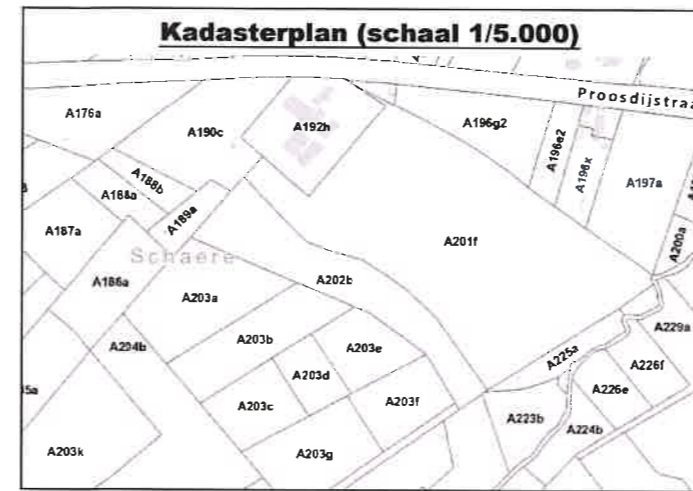 Kadasterplan (schaal 1/5.000)
Proosdijstra
A176a
A190c
A192h
A196g2
A196e2
A196x
A197a
A188b
A188a
A189a
A187a
A200a
A201f
Schaere
A186a
A202b
A203a
A229a
A204b
A203b
A203e
A225a
A226f
A203d
A226e
A203c
A203f
A223b
A224b
A203k
A203g